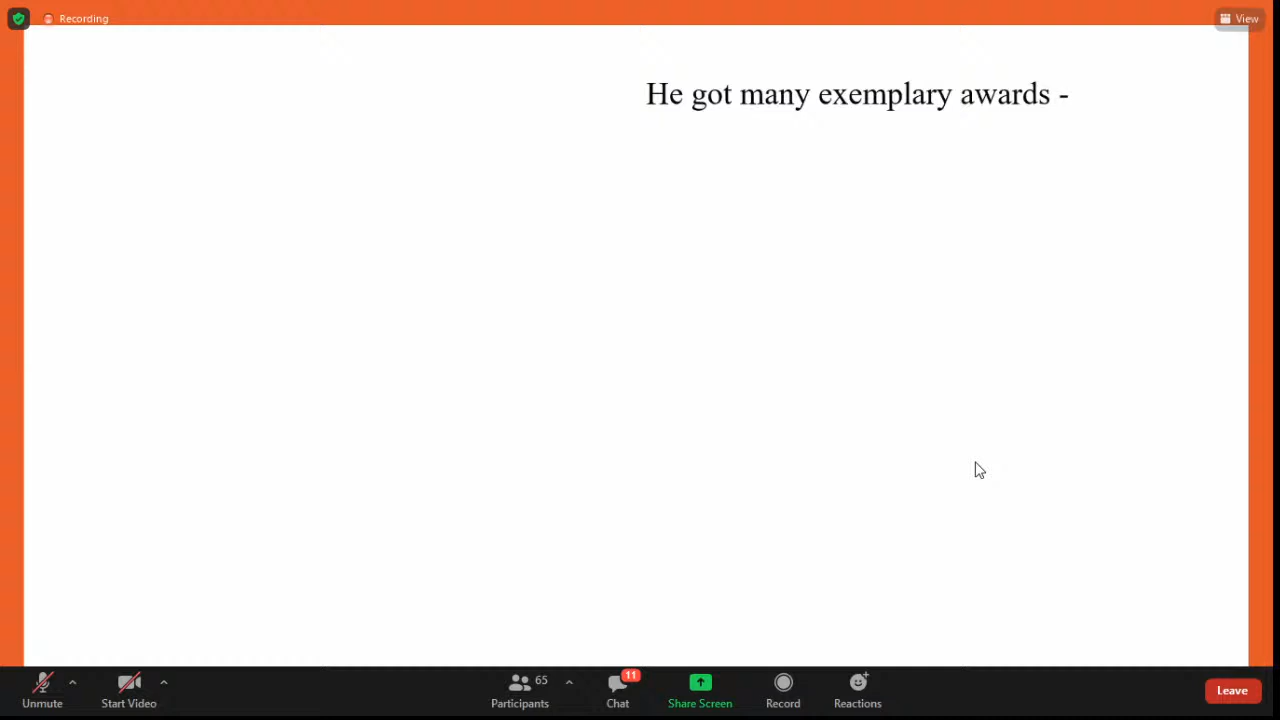 Recording
View
He got many exemplary awards -
65
11
Unmute
Start Video
Participants
Chat
Share Screen
Record
Reactions
Leave